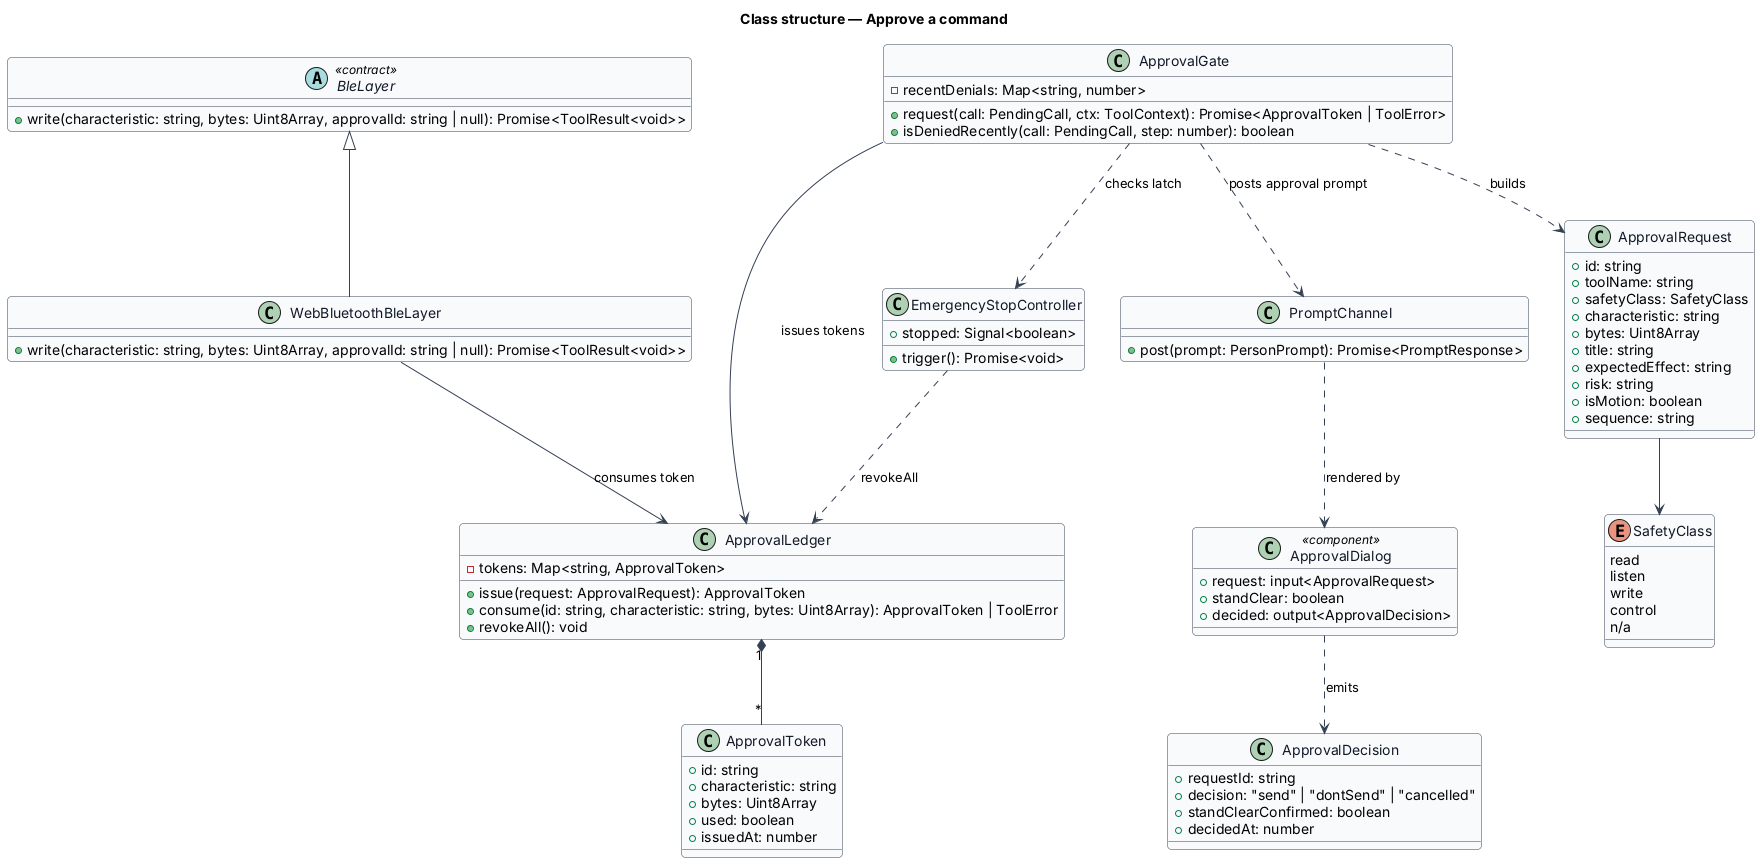 Class structure — Approve a command
A
«contract»
BleLayer
write(characteristic: string, bytes: Uint8Array, approvalId: string | null): Promise<ToolResult<void>>
C
ApprovalGate
recentDenials: Map<string, number>
request(call: PendingCall, ctx: ToolContext): Promise<ApprovalToken | ToolError>
isDeniedRecently(call: PendingCall, step: number): boolean
checks latch
posts approval prompt
builds
C
ApprovalRequest
id: string
toolName: string
safetyClass: SafetyClass
characteristic: string
bytes: Uint8Array
title: string
expectedEffect: string
risk: string
isMotion: boolean
sequence: string
C
WebBluetoothBleLayer
write(characteristic: string, bytes: Uint8Array, approvalId: string | null): Promise<ToolResult<void>>
issues tokens
C
EmergencyStopController
stopped: Signal<boolean>
trigger(): Promise<void>
C
PromptChannel
post(prompt: PersonPrompt): Promise<PromptResponse>
consumes token
revokeAll
rendered by
C
ApprovalLedger
tokens: Map<string, ApprovalToken>
issue(request: ApprovalRequest): ApprovalToken
consume(id: string, characteristic: string, bytes: Uint8Array): ApprovalToken | ToolError
revokeAll(): void
C
«component»
ApprovalDialog
request: input<ApprovalRequest>
standClear: boolean
decided: output<ApprovalDecision>
E
SafetyClass
read
listen
write
control
n/a
1
*
emits
C
ApprovalToken
id: string
characteristic: string
bytes: Uint8Array
used: boolean
issuedAt: number
C
ApprovalDecision
requestId: string
decision: "send" | "dontSend" | "cancelled"
standClearConfirmed: boolean
decidedAt: number